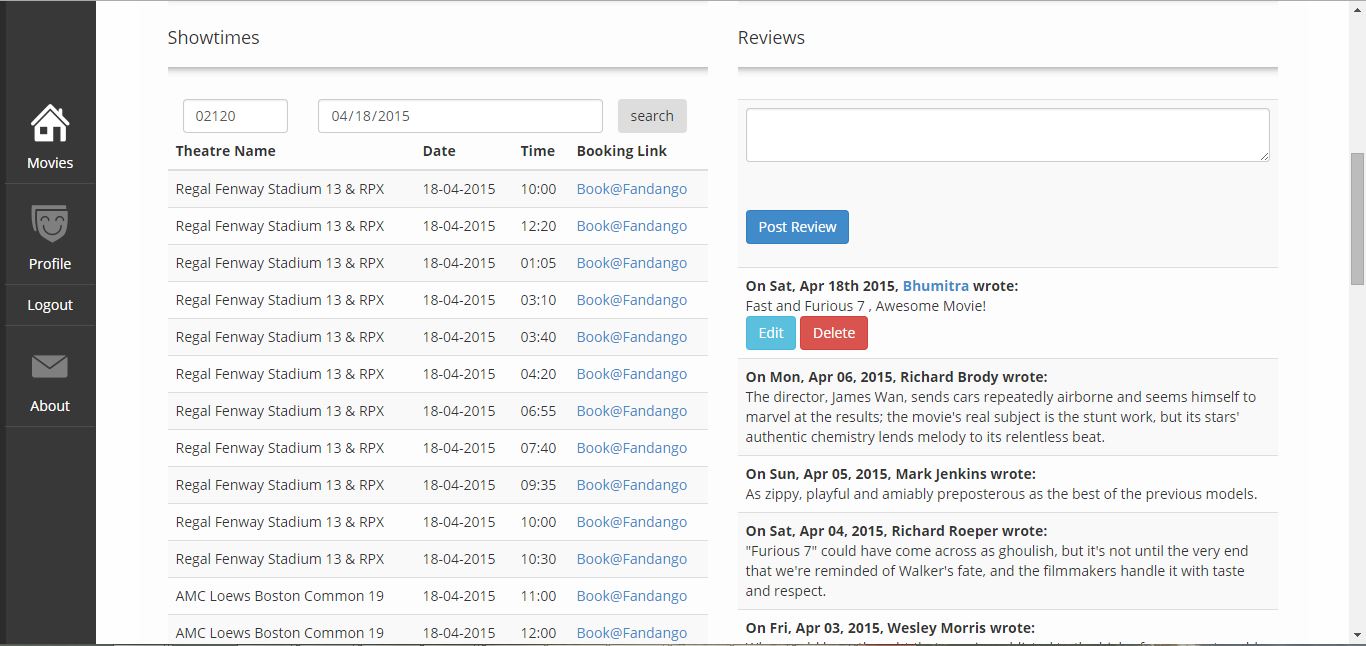 Movies
Profile
Logout
About
Showtimes
02120
04/18/2015
search
Theatre Name Date Time Booking Link
Regal Fenway Stadium 13 & RPX 18-04-2015 10:00 Book@Fandango
Regal Fenway Stadium 13 & RPX 18-04-2015 12:20 Book@Fandango
Regal Fenway Stadium 13 & RPX 18-04-2015 01:05 Book@Fandango
Regal Fenway Stadium 13 & RPX 18-04-2015 03:10 Book@Fandango
Regal Fenway Stadium 13 & RPX 18-04-2015 03:40 Book@Fandango
Regal Fenway Stadium 13 & RPX 18-04-2015 04:20 Book@Fandango
Regal Fenway Stadium 13 & RPX 18-04-2015 06:55 Book@Fandango
Regal Fenway Stadium 13 & RPX 18-04-2015 07:40 Book@Fandango
Regal Fenway Stadium 13 & RPX 18-04-2015 09:35 Book@Fandango
Regal Fenway Stadium 13 & RPX 18-04-2015 10:00 Book@Fandango
Regal Fenway Stadium 13 & RPX 18-04-2015 10:30 Book@Fandango
AMC Loews Boston Common 19 18-04-2015 11:00 Book@Fandango
AMC Loews Boston Common 19 18-04-2015 12:00 Book@Fandango
Reviews
Post Review
On Sat, Apr 18th 2015, Bhumitra wrote:
Fast and Furious 7 , Awesome Movie!
Edit Delete
On Mon, Apr 06, 2015, Richard Brody wrote:
The director, James Wan, sends cars repeatedly airborne and seems himself to
marvel at the results; the movie's real subject is the stunt work, but its stars'
authentic chemistry lends melody to its relentless beat.
On Sun, Apr 05, 2015, Mark Jenkins wrote:
As zippy, playful and amiably preposterous as the best of the previous models.
On Sat, Apr 04, 2015, Richard Roeper wrote:
"Furious 7" could have come across as ghoulish, but it's not until the very end
that we're reminded of Walker's fate, and the filmmakers handle it with taste
and respect.
On Fri, Apr 03, 2015, Wesley Morris wrote: